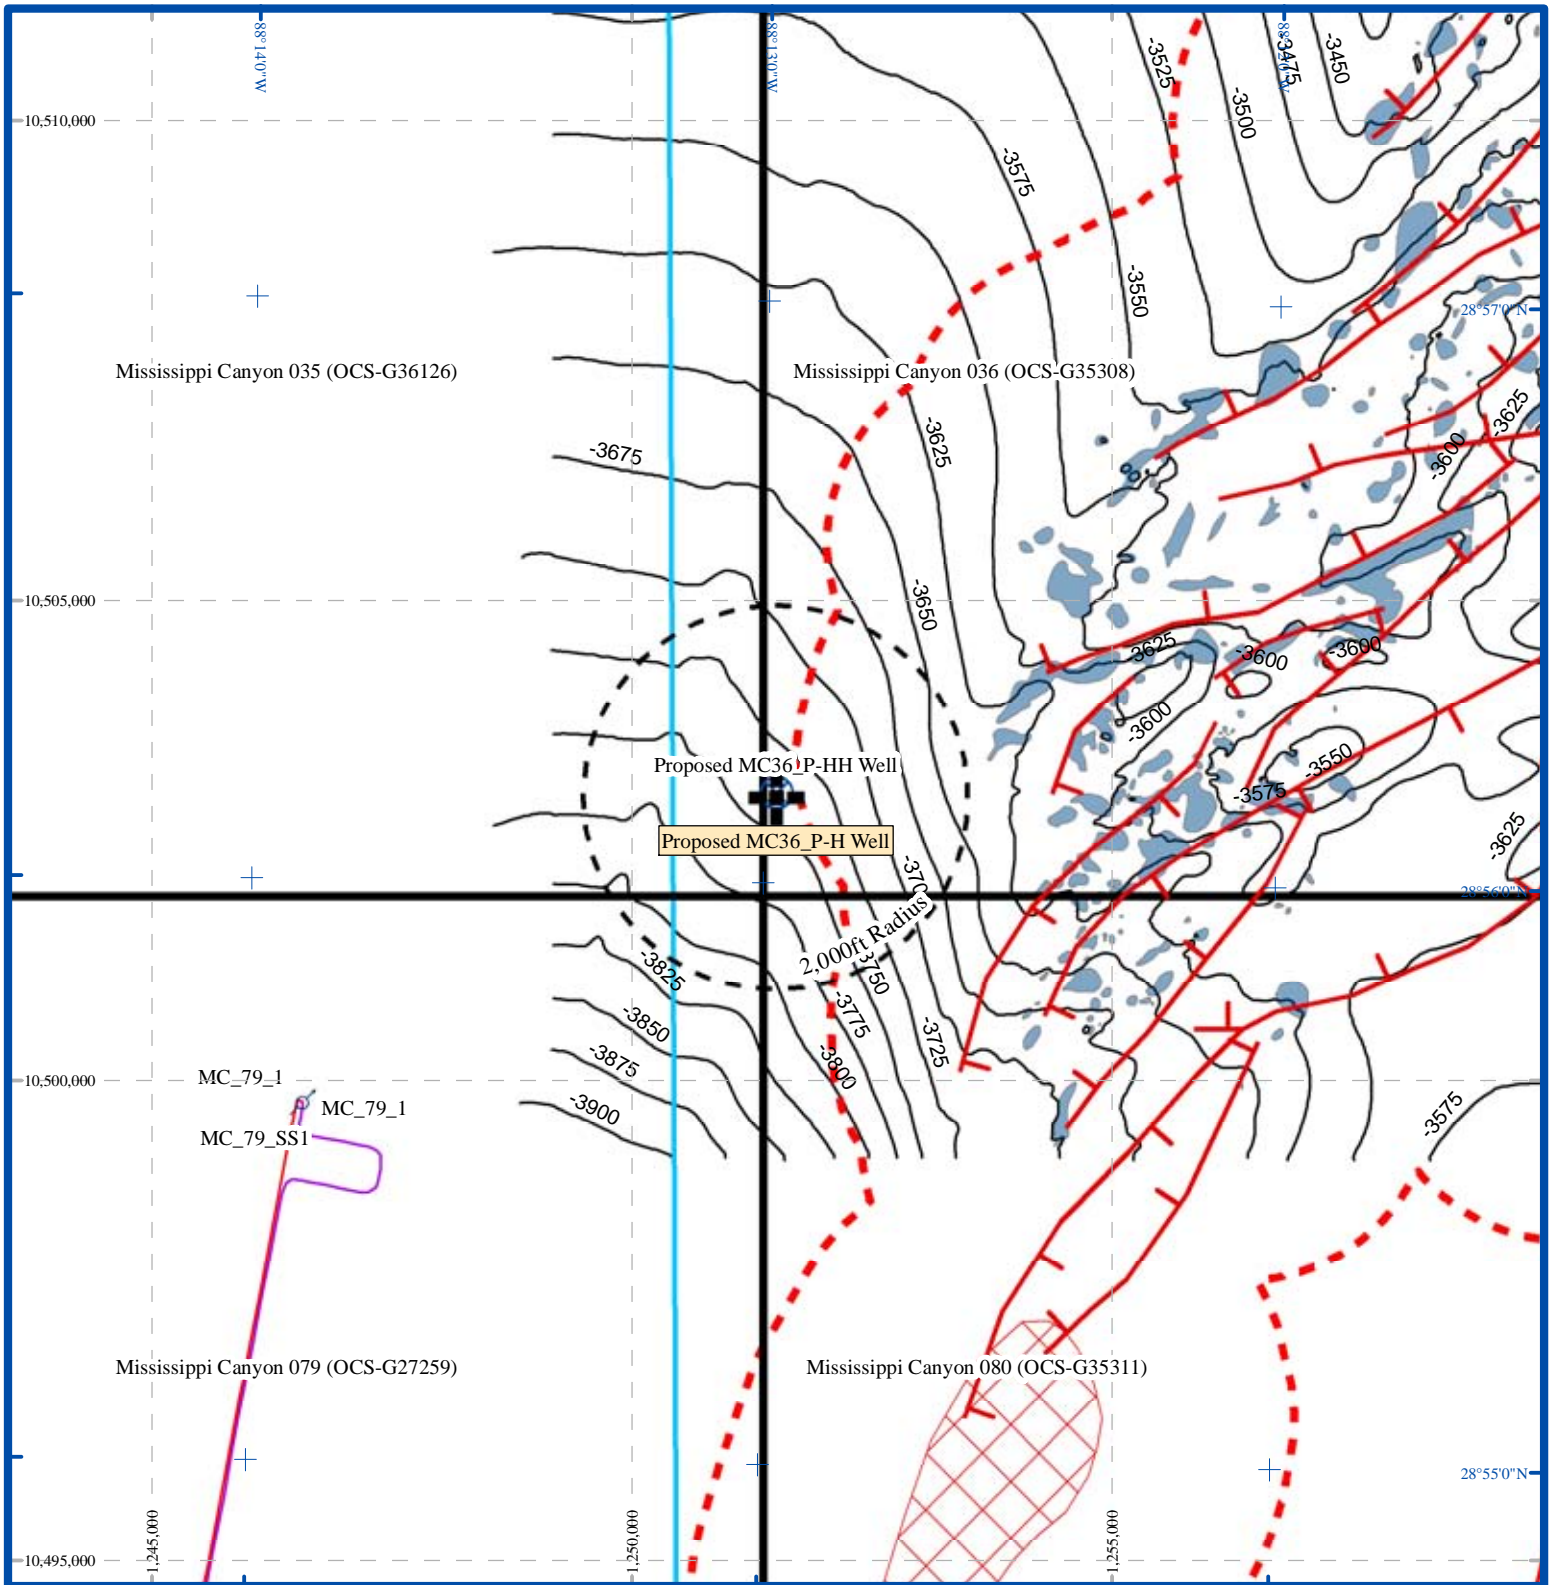 88°14'0"W
88°13'0"W
-3525
-3475
-3450
10,510,000
-3500
-3575
-3550
28°57'0"N
Mississippi Canyon 035 (OCS-G36126)
Mississippi Canyon 036 (OCS-G35308)
-3625
-3625
-3675
-3600
10,505,000
-3650
-3625
-3600
-3600
-3600
-3550
Proposed MC36_P-HH Well
-3575
Proposed MC36_P-H Well
-3625
28°56'0"N
2,000ft Radius
-3825
-3775
-3850
-3725
-3875
-3800
10,500,000
MC_79_1
MC_79_1
-3900
-3575
MC_79_SS1
Mississippi Canyon 079 (OCS-G27259)
Mississippi Canyon 080 (OCS-G35311)
28°55'0"N
1,245,000
1,250,000
1,255,000
10,495,000